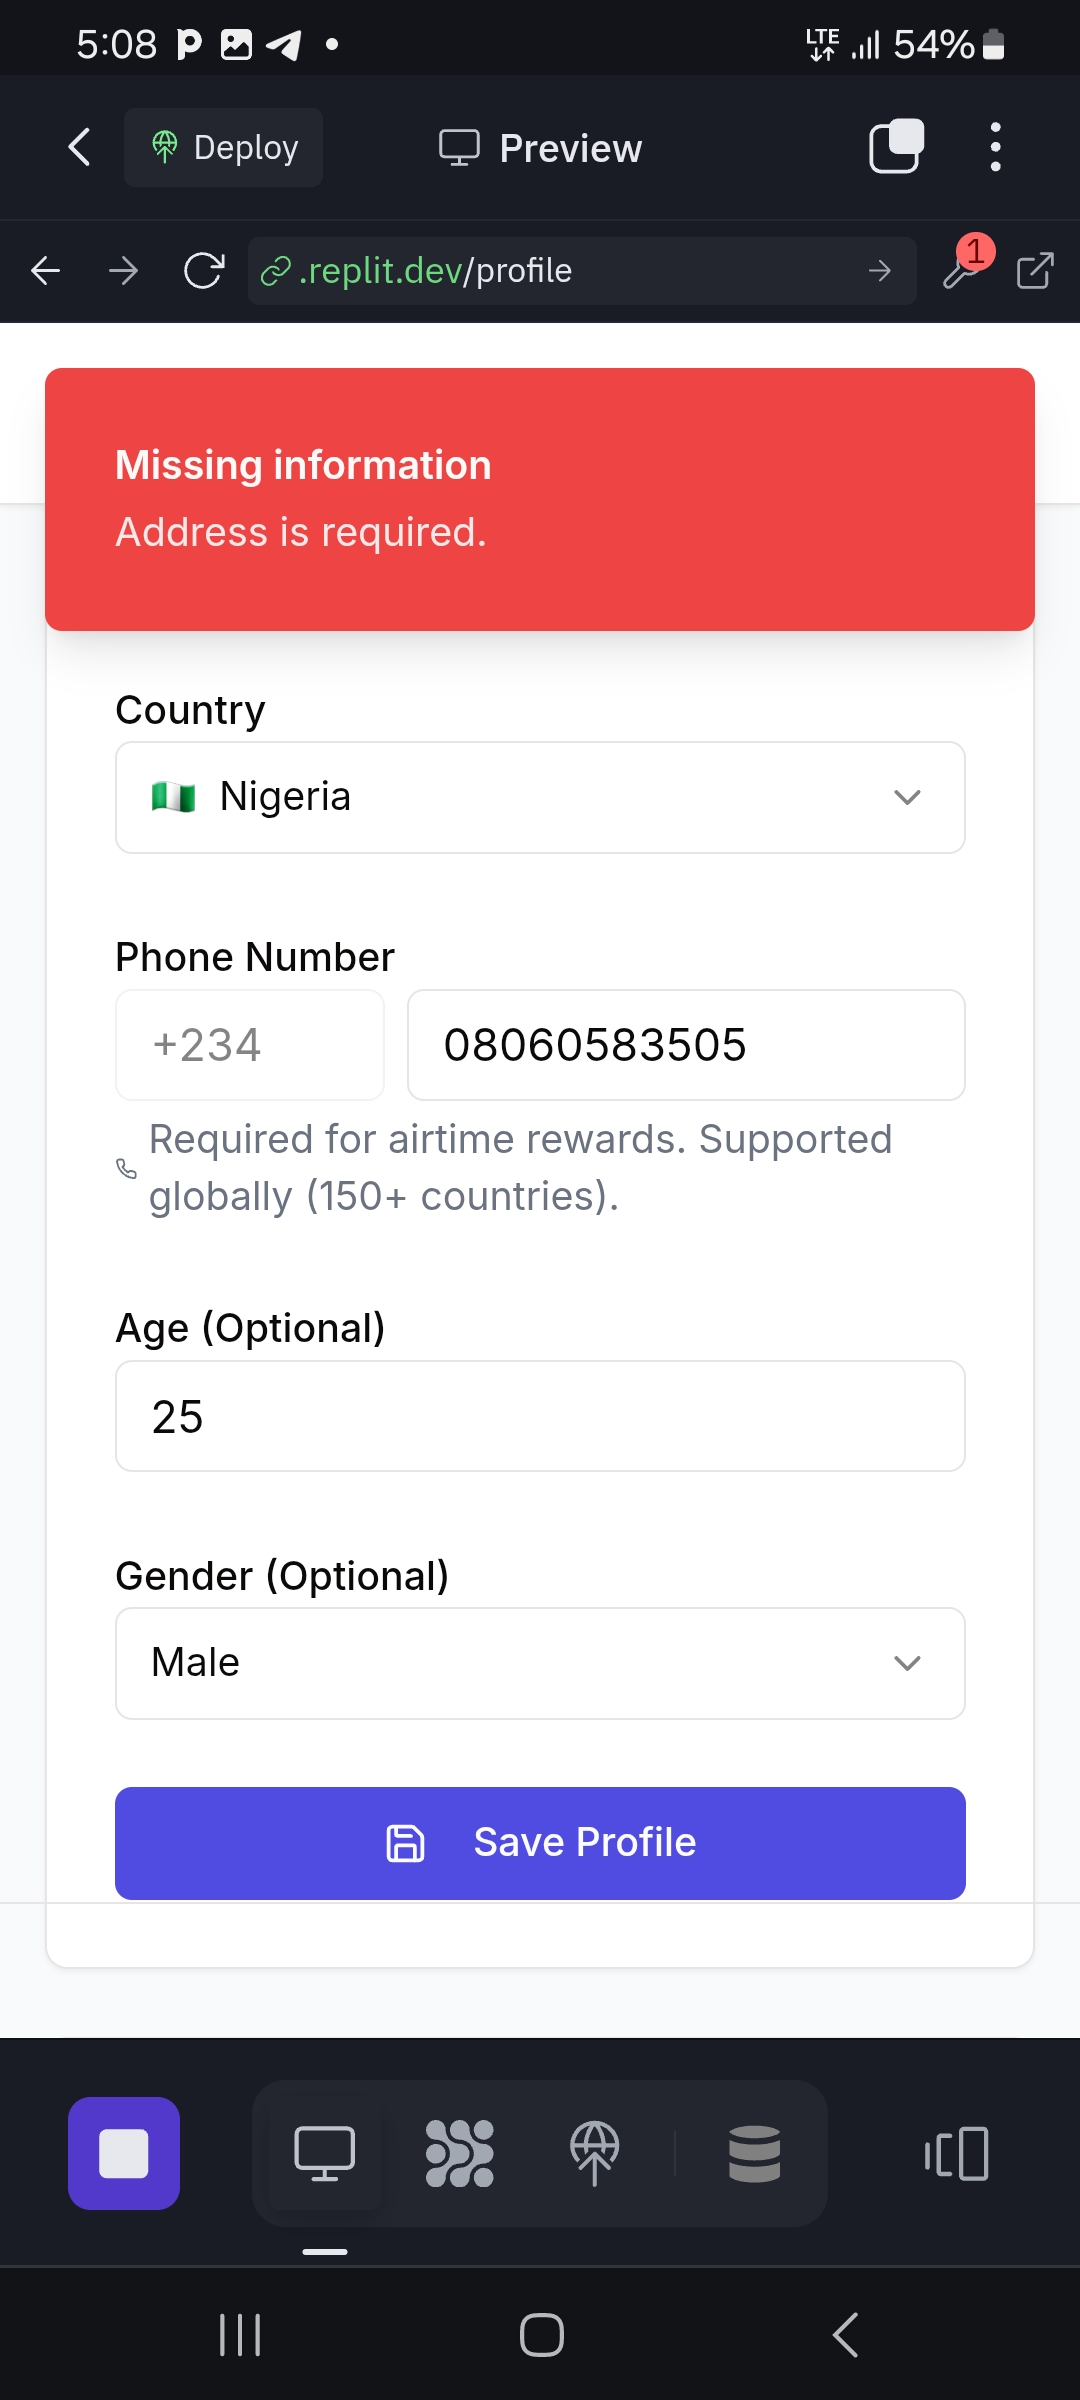 5:08
LTE
54%
Deploy
Preview
.replit.dev/profile
1
Missing information
Address is required.
Country
Nigeria
Phone Number
+234
08060583505
Required for airtime rewards. Supported
globally (150+ countries).
Age (Optional)
25
Gender (Optional)
Male
Save Profile